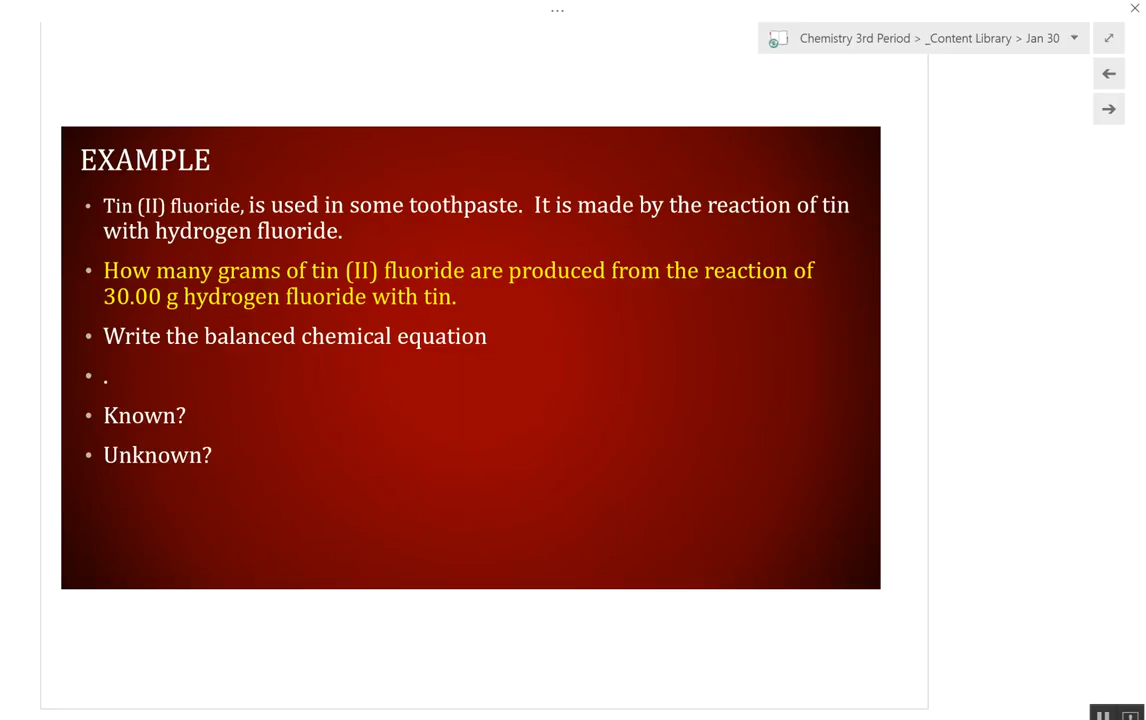 ...
Chemistry 3rd Period > _Content Library > Jan 30
EXAMPLE
• Tin (II) fluoride, is used in some toothpaste. It is made by the reaction of tin
with hydrogen fluoride.
• How many grams of tin (II) fluoride are produced from the reaction of
30.00 g hydrogen fluoride with tin.
• Write the balanced chemical equation
• .
• Known?
• Unknown?